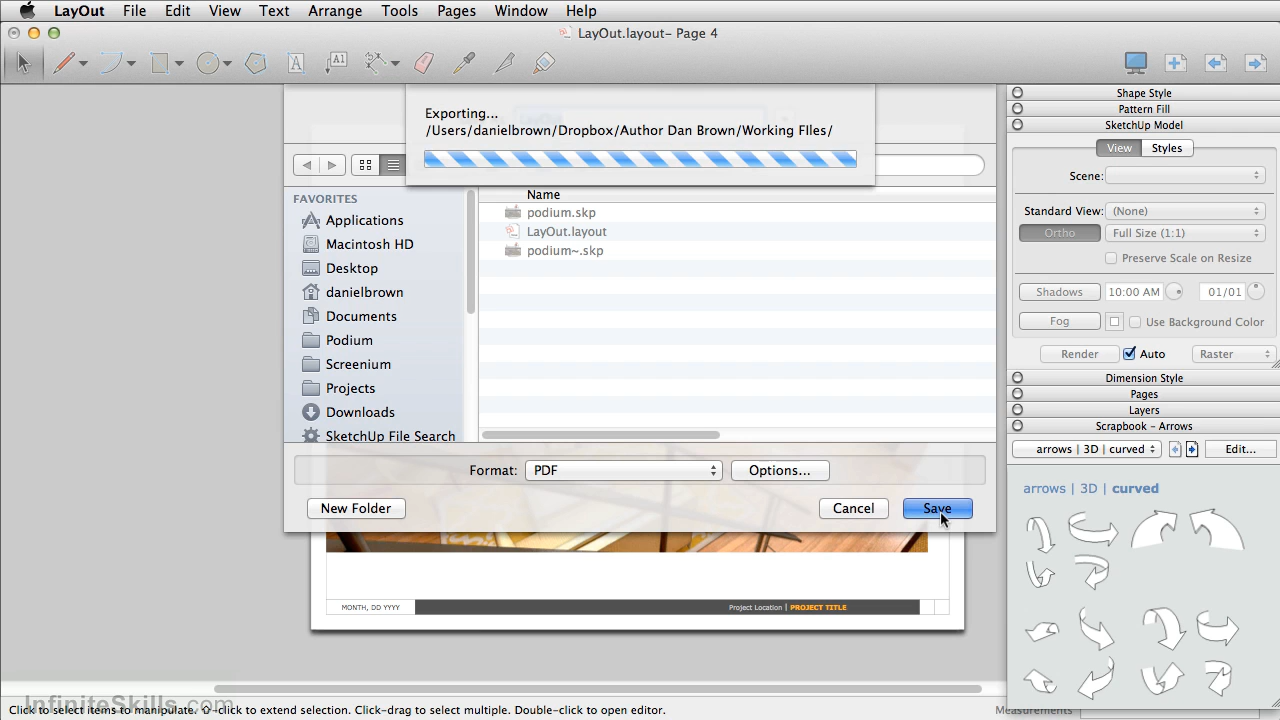 LayOut File Edit View Text Arrange Tools Pages Window Help
LayOut.layout– Page 4
A
A1
Exporting...
/Users/danielbrown/Dropbox/Author Dan Brown/Working FIles/
FAVORITES
Applications
Macintosh HD
Desktop
danielbrown
Documents
Podium
Screenium
Projects
Downloads
SketchUp File Search
Name
podium.skp
LayOut.layout
podium~.skp
Format: PDF Options...
New Folder Cancel Save
MONTH, DD YYYY Project Location | PROJECT TITLE
Shape Style
Pattern Fill
SketchUp Model
View Styles
Scene:
Standard View: (None)
Ortho Full Size (1:1)
Preserve Scale on Resize
Shadows 10:00 AM 01/01
Fog Use Background Color
Render Auto Raster
Dimension Style
Pages
Layers
Scrapbook – Arrows
arrows | 3D | curved Edit...
arrows | 3D | curved
InfiniteSkills.com
Click to select items to manipulate. ⇧-click to extend selection. Click-drag to select multiple. Double-click to open editor. Measurements